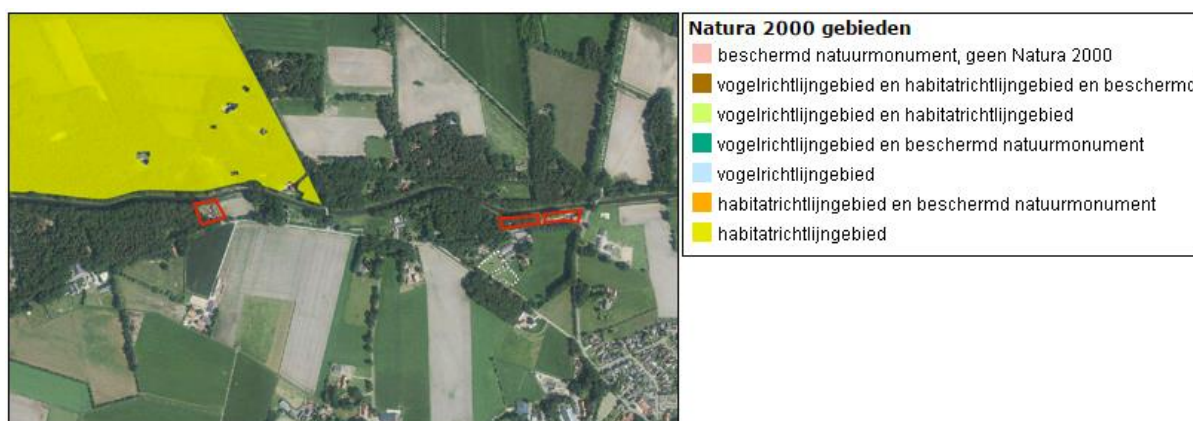 Natura 2000 gebieden
beschermd natuurmonument, geen Natura 2000
vogelrichtlijngebied en habitatrichtlijngebied en beschermd
vogelrichtlijngebied en habitatrichtlijngebied
vogelrichtlijngebied en beschermd natuurmonument
vogelrichtlijngebied
habitatrichtlijngebied en beschermd natuurmonument
habitatrichtlijngebied